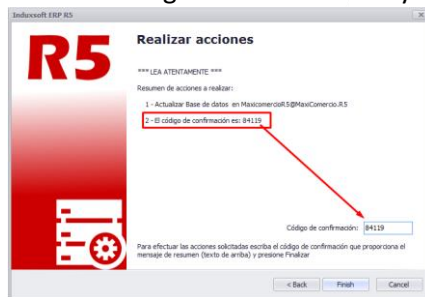 Induxsoft ERP R5
R5
Realizar acciones
*** LEA ATENTAMENTE ***
Resumen de acciones a realizar:
1 - Actualizar Base de datos en MaxicomercioR5@MaxiComercio.R5
2 - El código de confirmación es: 84119
Código de confirmación: 84119
Para efectuar las acciones solicitadas escriba el código de confirmación que proporciona el
mensaje de resumen (texto de arriba) y presione Finalizar
< Back Finish Cancel